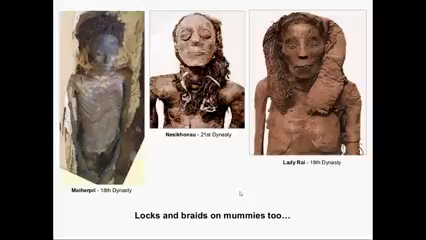 Nesikhonsu - 21st Dynasty
Lady Rai - 18th Dynasty
Maiherpri - 18th Dynasty
Locks and braids on mummies too…